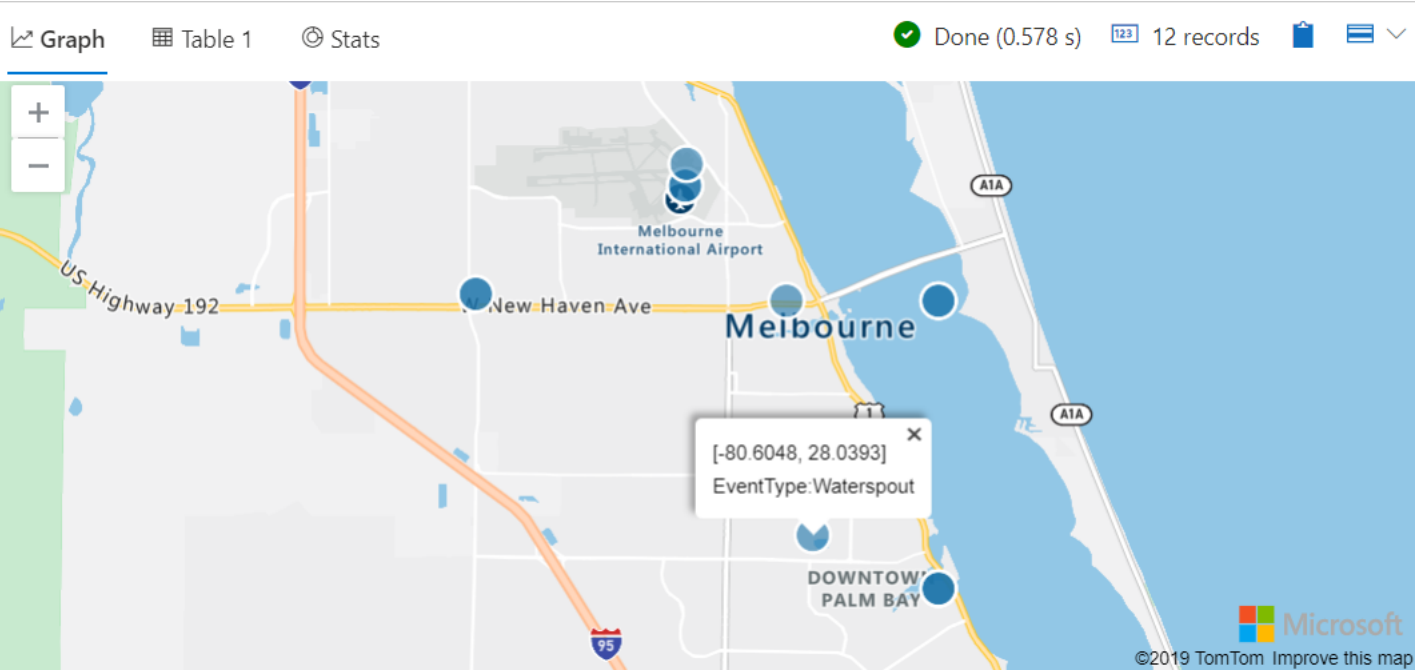 Graph Table 1 Stats Done (0.578 s) 123 12 records
+
−
A1A
Melbourne
International Airport
US Highway 192
W New Haven Ave
Melbourne
1
A1A
[-80.6048, 28.0393]
EventType:Waterspout
DOWNTOWN
PALM BAY
95
Microsoft
©2019 TomTom Improve this map